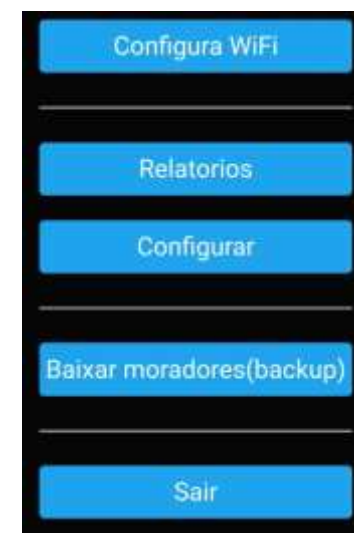 Configura WiFi
Relatorios
Configurar
Baixar moradores(backup)
Sair